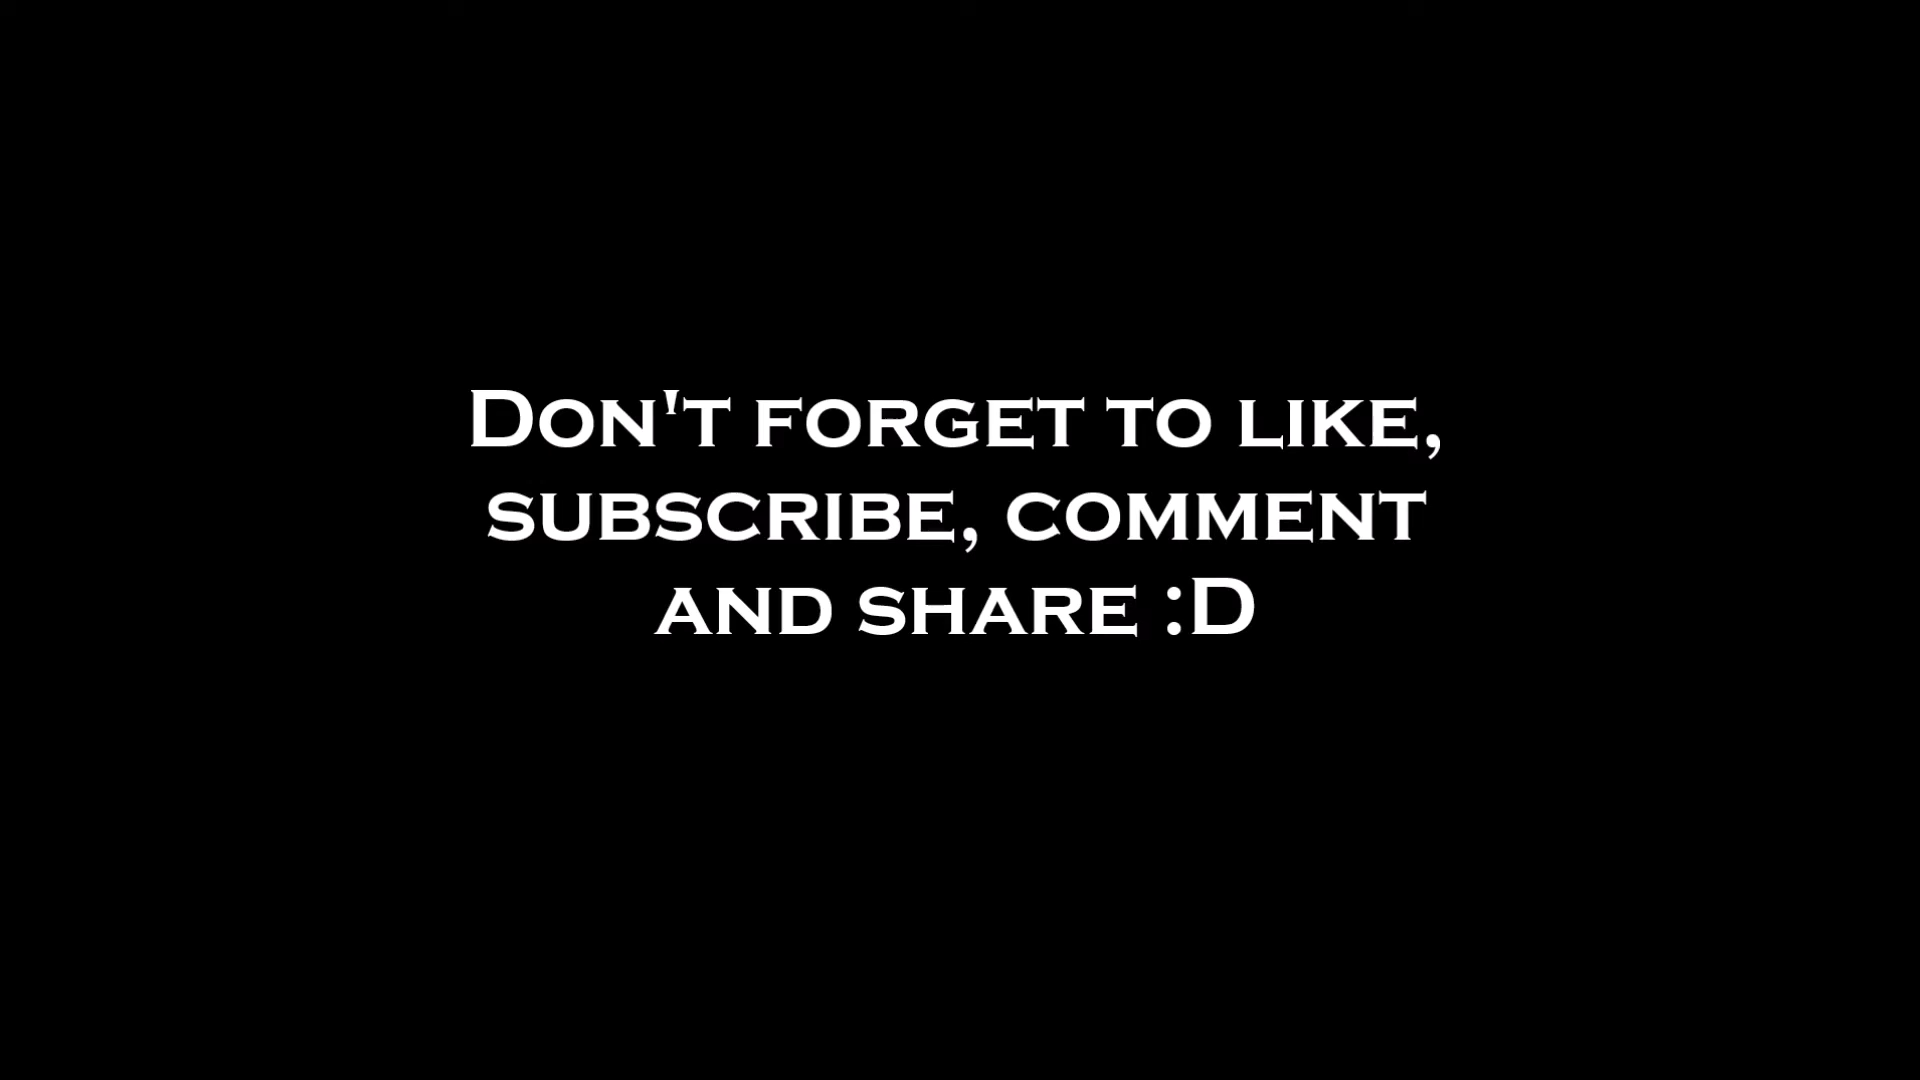 Don't forget to like,
subscribe, comment
and share :D